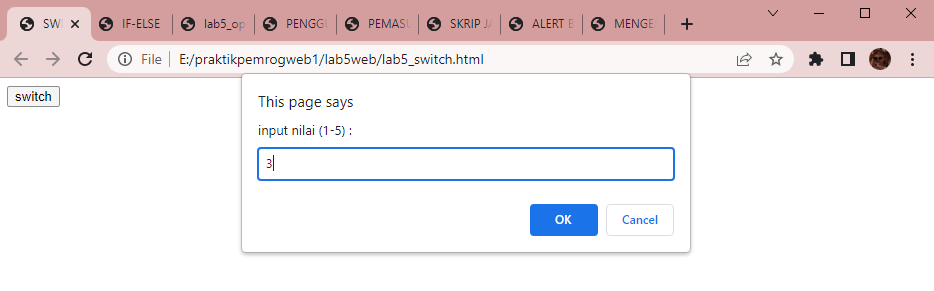 SWI
IF-ELSE
lab5_op
PENGGU
PEMASU
SKRIP JA
ALERT B
MENGE
File
E:/praktikpemrogweb1/lab5web/lab5_switch.html
switch
This page says
input nilai (1-5) :
3
OK
Cancel